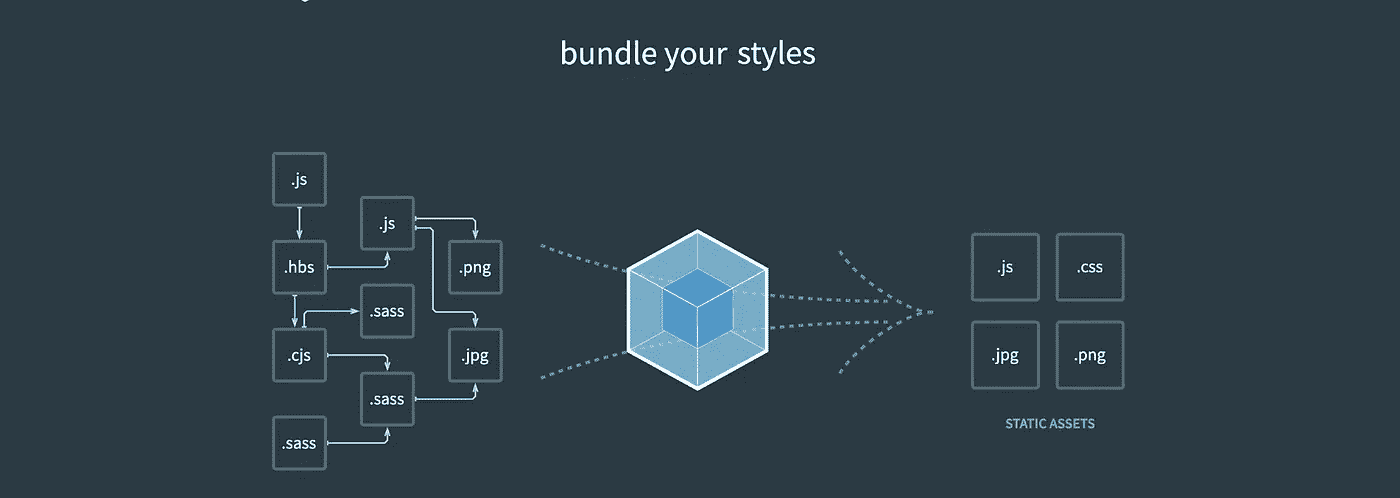 bundle your styles
.js
.js
.hbs
.png
.sass
.cjs
.jpg
.sass
.sass
.js
.css
.jpg
.png
STATIC ASSETS